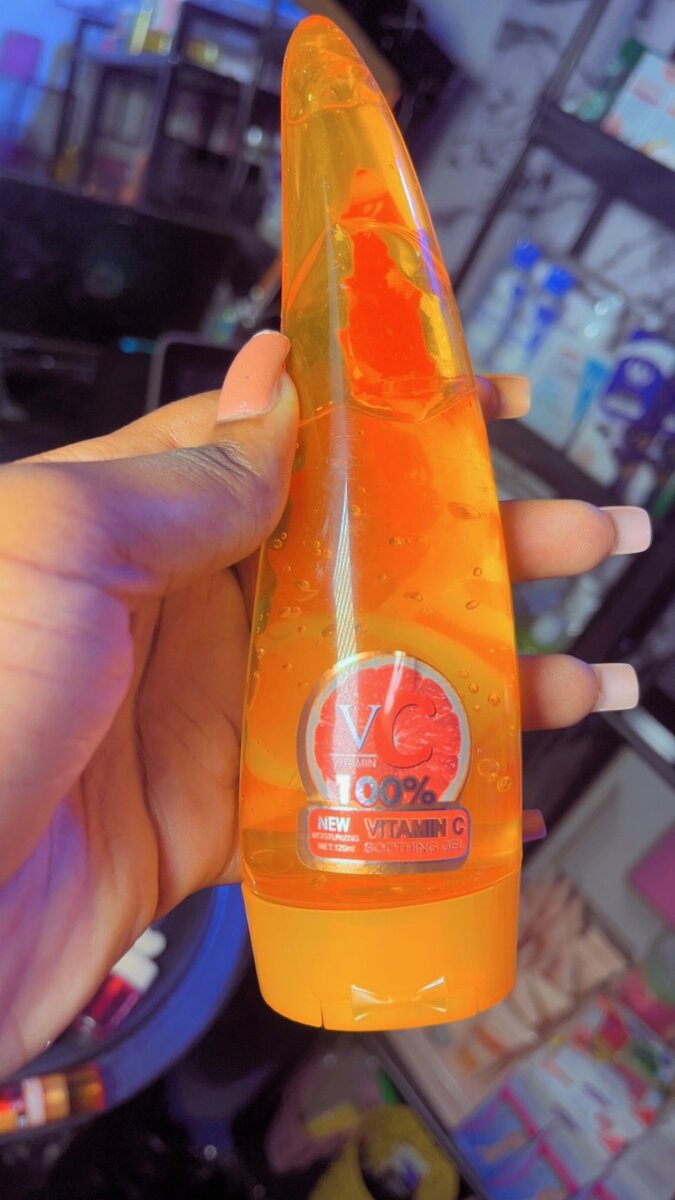 VC
VITAMIN
100%
NEW
MOISTURIZING
NET:120ml
VITAMIN C
SOOTHING GEL